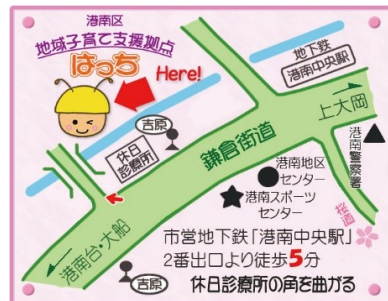 港南区
地域子育て支援拠点
はっち
Here!
地下鉄
港南中央駅
上大岡
吉原
休日
診療所
鎌倉街道
港南警察署
港南地区
センター
港南スポーツ
センター
桜道
港南台・大船
吉原
市営地下鉄「港南中央駅」
2番出口より徒歩5分
休日診療所の角を曲がる